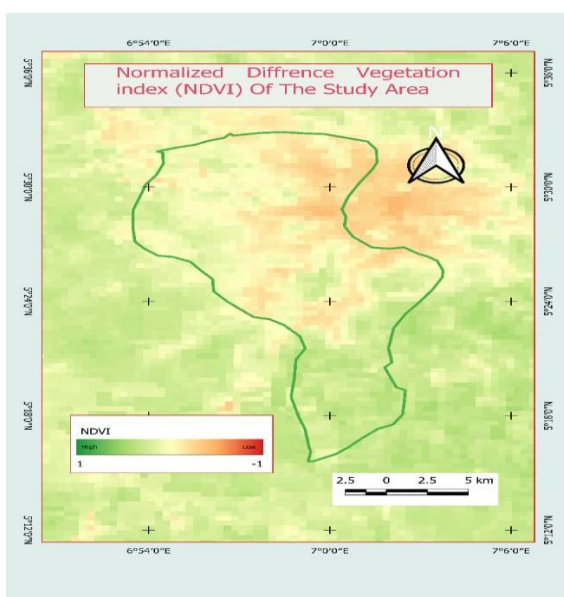 6°54'0"E 7°0'0"E 7°6'0"E
Normalized Diffrence Vegetation
index (NDVI) Of The Study Area
N
5°36'0"N 5°36'0"N
5°30'0"N 5°30'0"N
5°24'0"N 5°24'0"N
5°18'0"N 5°18'0"N
5°12'0"N 5°12'0"N
NDVI
High Low
1 -1
2.5 0 2.5 5 km
6°54'0"E 7°0'0"E 7°6'0"E